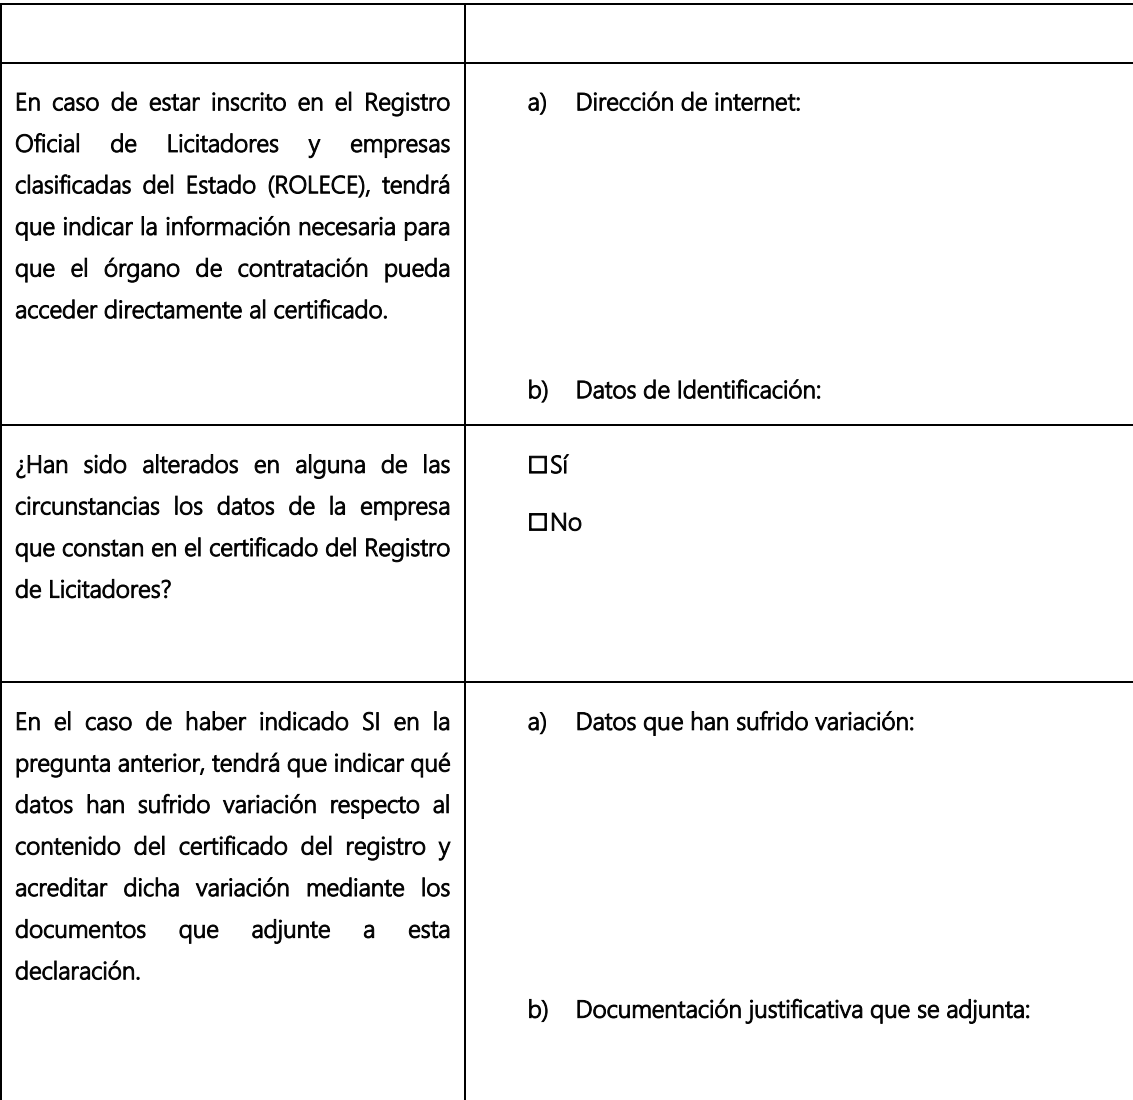 En caso de estar inscrito en el Registro
Oficial de Licitadores y empresas
clasificadas del Estado (ROLECE), tendrá
que indicar la información necesaria para
que el órgano de contratación pueda
acceder directamente al certificado.
a) Dirección de internet:
b) Datos de Identificación:
¿Han sido alterados en alguna de las
circunstancias los datos de la empresa
que constan en el certificado del Registro
de Licitadores?
☐Sí
☐No
En el caso de haber indicado SI en la
pregunta anterior, tendrá que indicar qué
datos han sufrido variación respecto al
contenido del certificado del registro y
acreditar dicha variación mediante los
documentos que adjunte a esta
declaración.
a) Datos que han sufrido variación:
b) Documentación justificativa que se adjunta: